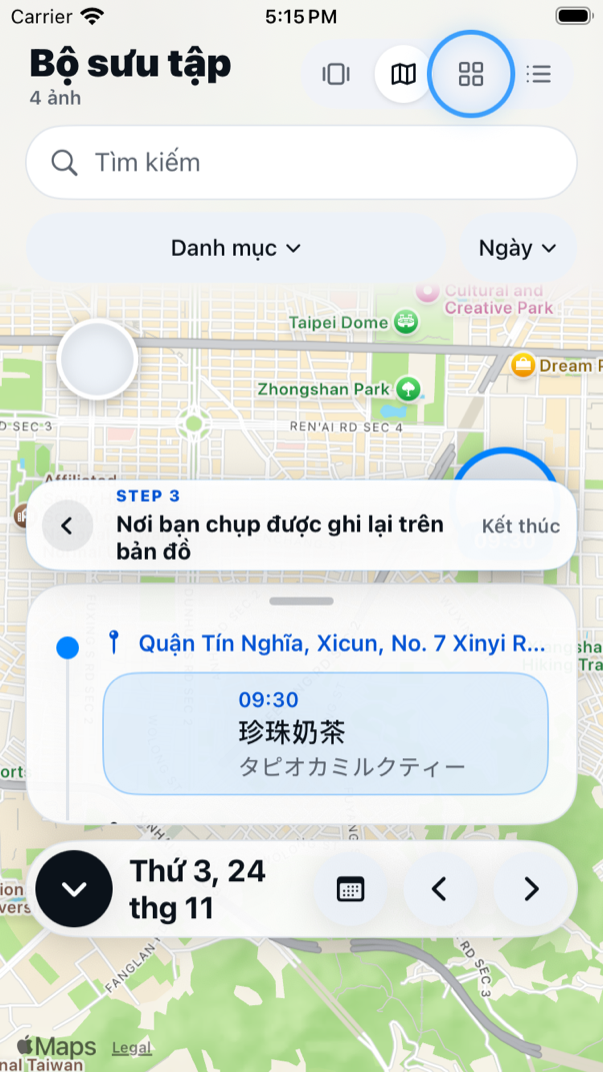 Carrier
5:15 PM
Bộ sưu tập
4 ảnh
Tìm kiếm
Danh mục
Ngày
Cultural and
Creative Park
Taipei Dome
Dream
Zhongshan Park
SEC 3
REN'AI RD SEC 4
STEP 3
Nơi bạn chụp được ghi lại trên
bản đồ
Kết thúc
Quận Tín Nghĩa, Xicun, No. 7 Xinyi R...
09:30
珍珠奶茶
タピオカミルクティー
Thứ 3, 24
thg 11
FANGLAN
RD SEC 3
Maps
Legal
Taiwan